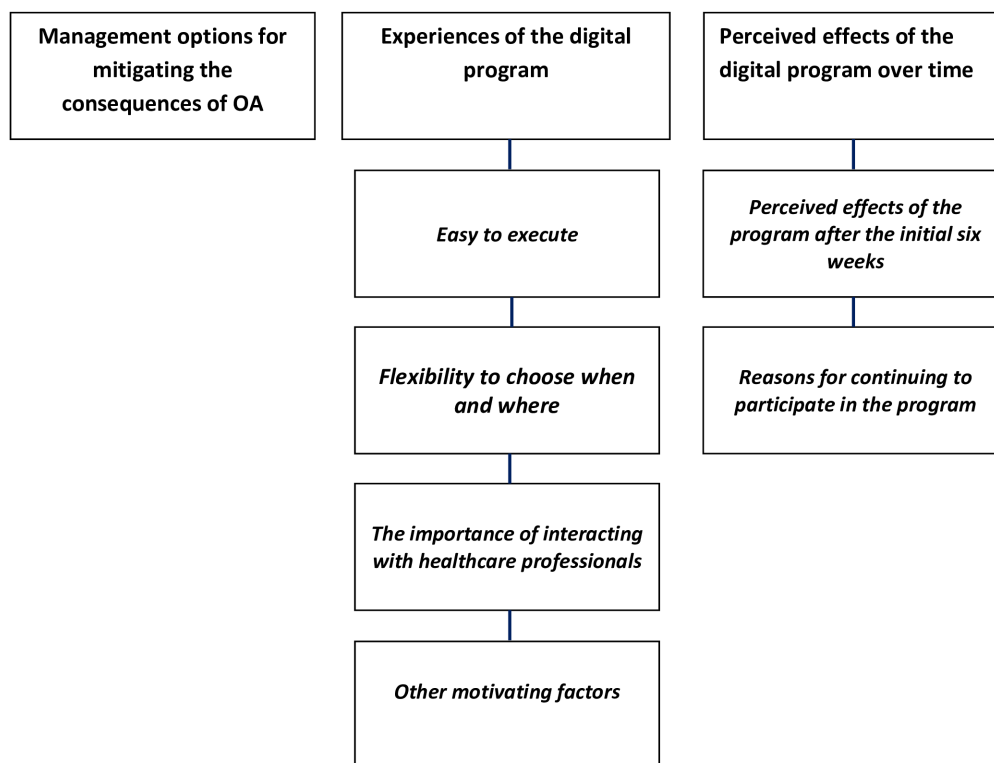 Management options for
mitigating the
consequences of OA
Experiences of the digital
program
Perceived effects of the
digital program over time
Easy to execute
Perceived effects of the
program after the initial six
weeks
Flexibility to choose when
and where
Reasons for continuing to
participate in the program
The importance of interacting
with healthcare professionals
Other motivating factors